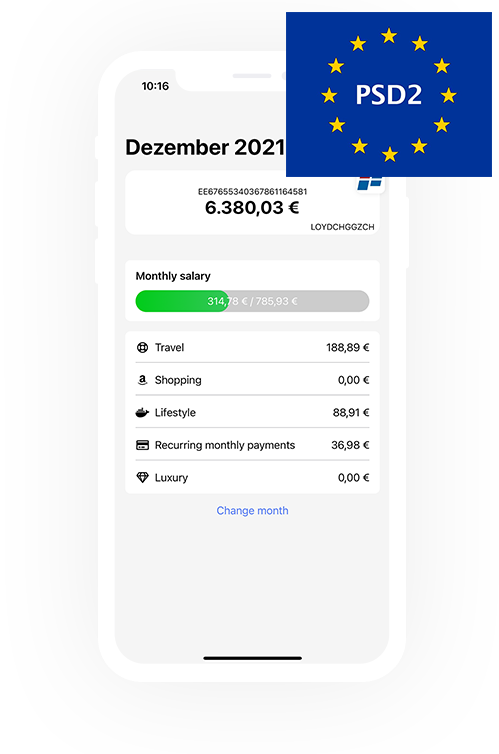 PSD2
10:16
Dezember 2021
EE67655340367861164581
6.380,03 €
LOYDCHGGZCH
Monthly salary
314,78 € / 785,93 €
Travel 188,89 €
Shopping 0,00 €
Lifestyle 88,91 €
Recurring monthly payments 36,98 €
Luxury 0,00 €
Change month